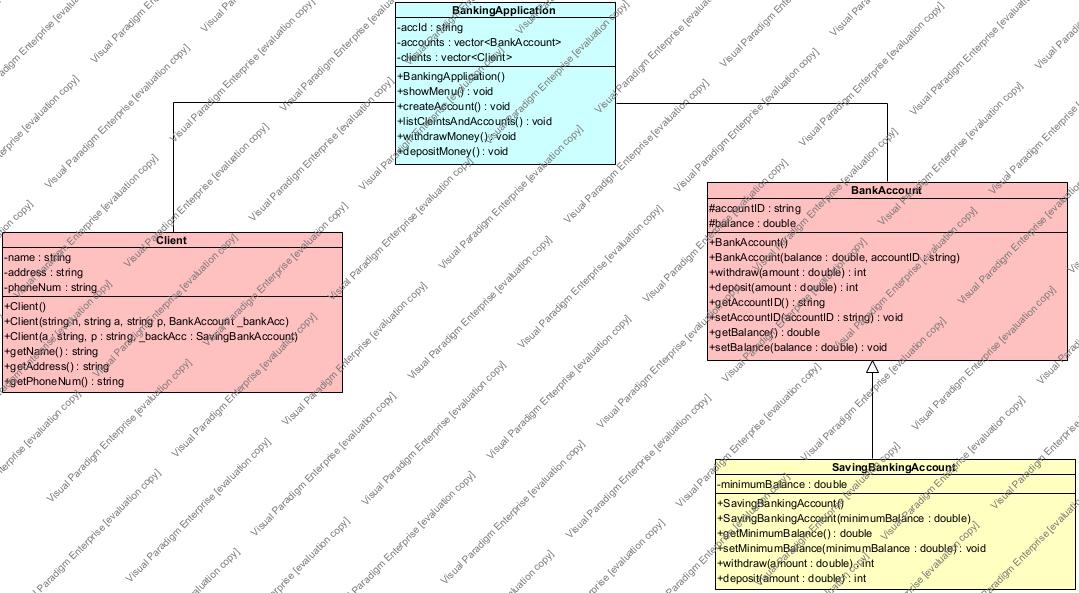 BankingApplication
-accId : string
-accounts : vector<BankAccount>
-clients : vector<Client>
+BankingApplication()
+showMenu() : void
+createAccount() : void
+listClientsAndAccounts() : void
+withdrawMoney() : void
+depositMoney() : void
Client
-name : string
-address : string
-phoneNum : string
+Client()
+Client(string n, string a, string p, BankAccount _bankAcc)
+Client(a : string, p : string, _backAcc : SavingBankAccount)
+getName() : string
+getAddress() : string
+getPhoneNum() : string
BankAccount
#accountID : string
#balance : double
+BankAccount()
+BankAccount(balance : double, accountID : string)
+withdraw(amount : double) : int
+deposit(amount : double) : int
+getAccountID() : string
+setAccountID(accountID : string) : void
+getBalance() : double
+setBalance(balance : double) : void
SavingBankingAccount
-minimumBalance : double
+SavingBankingAccount()
+SavingBankingAccount(minimumBalance : double)
+getMinimumBalance() : double
+setMinimumBalance(minimumBalance : double) : void
+withdraw(amount : double) : int
+deposit(amount : double) : int
Visual Paradigm Enterprise [evaluation copy]